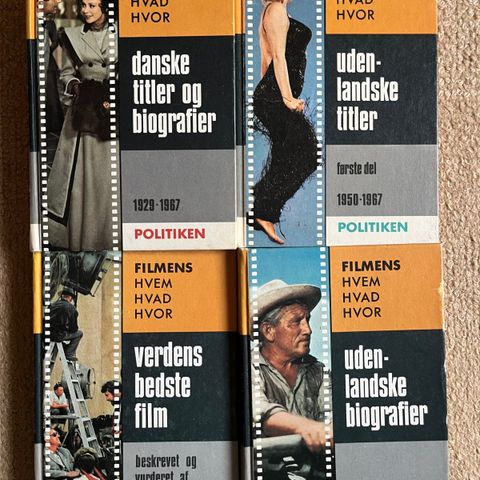 HVAD
HVOR
danske
titler og
biografier
1929-1967
POLITIKEN
HVAD
HVOR
uden-
landske
titler
første del
1950-1967
POLITIKEN
FILMENS
HVEM
HVAD
HVOR
verdens
bedste
film
beskrevet og
vurderet af
FILMENS
HVEM
HVAD
HVOR
uden-
landske
biografier